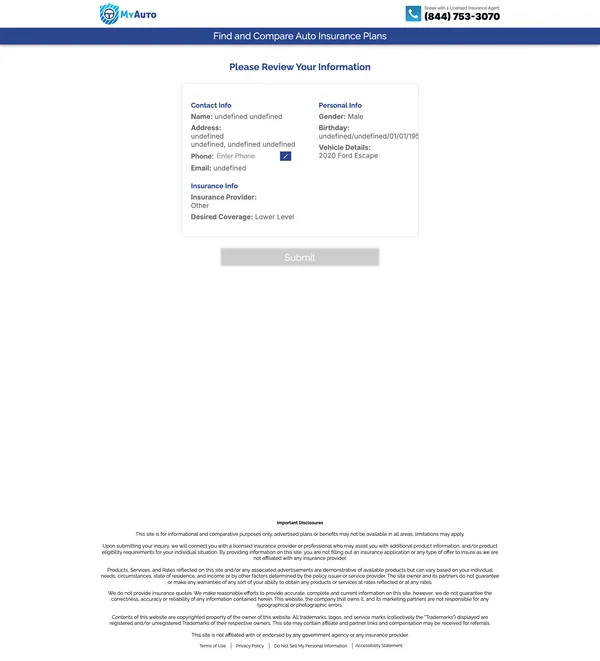 MyAuto
Speak with a Licensed Insurance Agent
(844) 753-3070
Find and Compare Auto Insurance Plans
Please Review Your Information
Contact Info
Name: undefined undefined
Address:
undefined
undefined, undefined undefined
Phone: Enter Phone
Email: undefined
Insurance Info
Insurance Provider:
Other
Desired Coverage: Lower Level
Personal Info
Gender: Male
Birthday:
undefined/undefined/01/01/195
Vehicle Details:
2020 Ford Escape
Submit
Important Disclosures
This site is for informational and comparative purposes only, advertised plans or benefits may not be available in all areas, limitations may apply.
Upon submitting your inquiry, we will connect you with a licensed insurance provider or professional who may assist you with additional product information, and/or product
eligibility requirements for your individual situation. By providing information on this site, you are not filling out an insurance application or any type of offer to insure as we are
not affiliated with any insurance provider.
Products, Services, and Rates reflected on this site and/or any associated advertisements are demonstrative of available products but can vary based on your individual
needs, circumstances, state of residence, and income or by other factors determined by the policy issuer or service provider. The site owner and its partners do not guarantee
or make any warranties of any sort of your ability to obtain any products or services at rates reflected or at any rates.
We do not provide insurance quotes. We make reasonable efforts to provide accurate, complete and current information on this site, however; we do not guarantee the
correctness, accuracy or reliability of any information contained herein. This website, the company that owns it, and its marketing partners are not responsible for any
typographical or photographic errors.
Contents of this website are copyrighted property of the owner of this website. All trademarks, logos, and service marks (collectively the "Trademarks") displayed are
registered and/or unregistered Trademarks of their respective owners. This site may contain affiliate and partner links and compensation may be received for referrals.
This site is not affiliated with or endorsed by any government agency or any insurance provider.
Terms of Use | Privacy Policy | Do Not Sell My Personal Information | Accessibility Statement